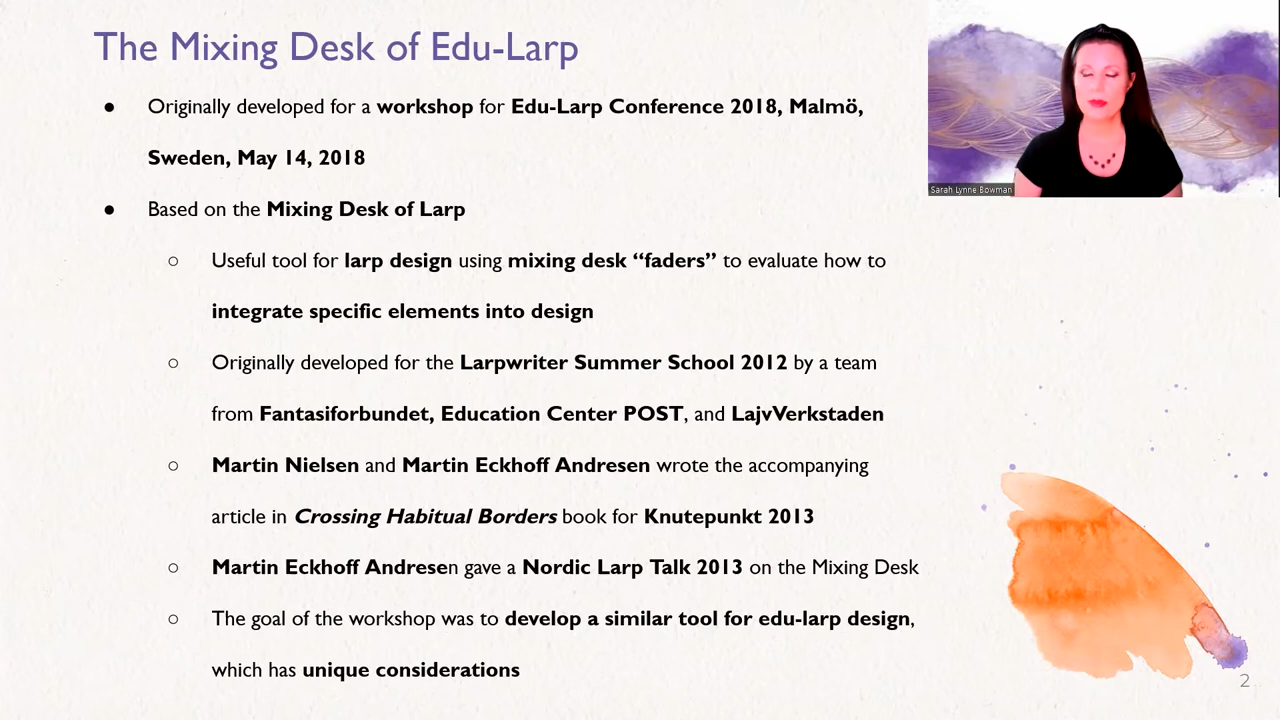 The Mixing Desk of Edu-Larp
● Originally developed for a workshop for Edu-Larp Conference 2018, Malmö,
Sweden, May 14, 2018
● Based on the Mixing Desk of Larp
○ Useful tool for larp design using mixing desk “faders” to evaluate how to
integrate specific elements into design
○ Originally developed for the Larpwriter Summer School 2012 by a team
from Fantasiforbundet, Education Center POST, and LajvVerkstaden
○ Martin Nielsen and Martin Eckhoff Andresen wrote the accompanying
article in Crossing Habitual Borders book for Knutepunkt 2013
○ Martin Eckhoff Andresen gave a Nordic Larp Talk 2013 on the Mixing Desk
○ The goal of the workshop was to develop a similar tool for edu-larp design,
which has unique considerations
Sarah Lynne Bowman
2